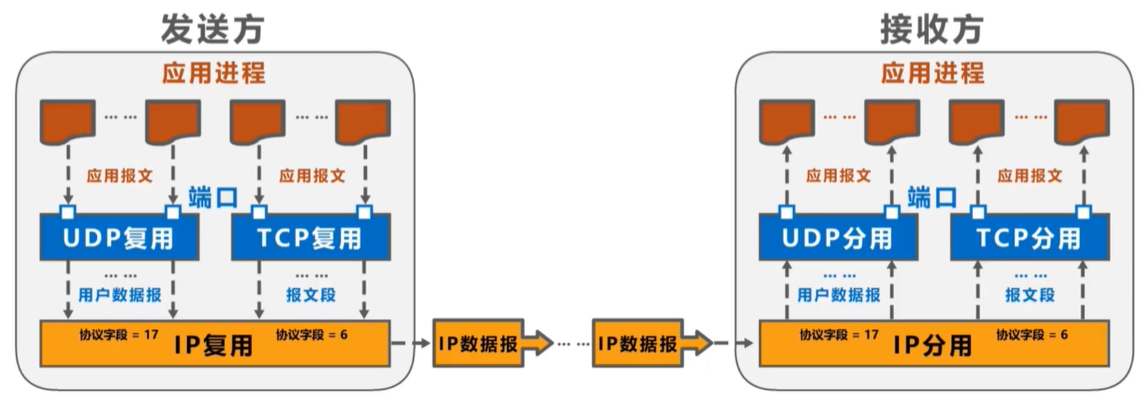 发送方
应用进程
… …
… …
应用报文
应用报文
端口
UDP复用
TCP复用
… …
… …
用户数据报
报文段
协议字段 = 17
IP复用
协议字段 = 6
IP数据报
… …
IP数据报
接收方
应用进程
… …
… …
应用报文
应用报文
端口
UDP分用
TCP分用
… …
… …
用户数据报
报文段
协议字段 = 17
IP分用
协议字段 = 6